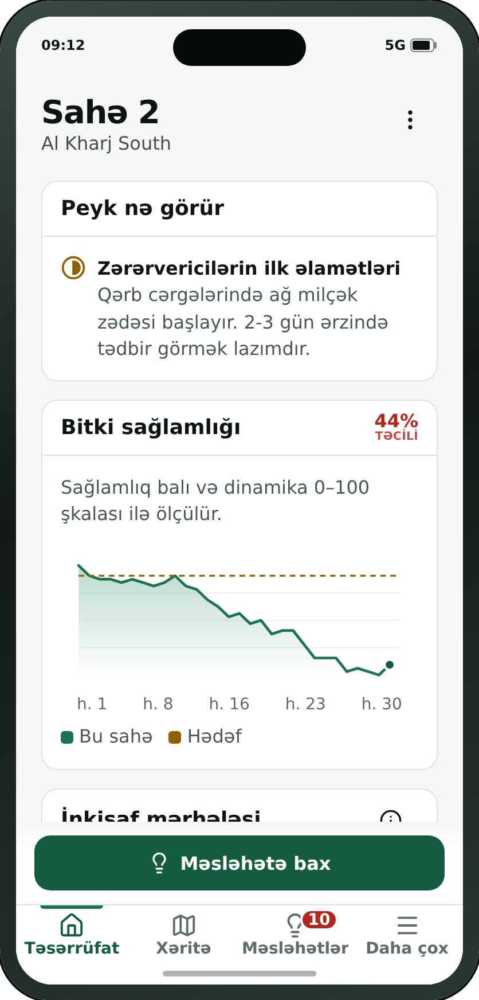 09:12
5G
Sahə 2
Al Kharj South
Peyk nə görür
Zərərvericilərin ilk əlamətləri
Qərb cərgələrində ağ milçək
zədəsi başlayır. 2-3 gün ərzində
tədbir görmək lazımdır.
Bitki sağlamlığı
44%
TƏCİLİ
Sağlamlıq balı və dinamika 0–100
şkalası ilə ölçülür.
h. 1 h. 8 h. 16 h. 23 h. 30
Bu sahə Hədəf
İnkişaf mərhələsi
Məsləhətə bax
10
Təsərrüfat Xəritə Məsləhətlər Daha çox